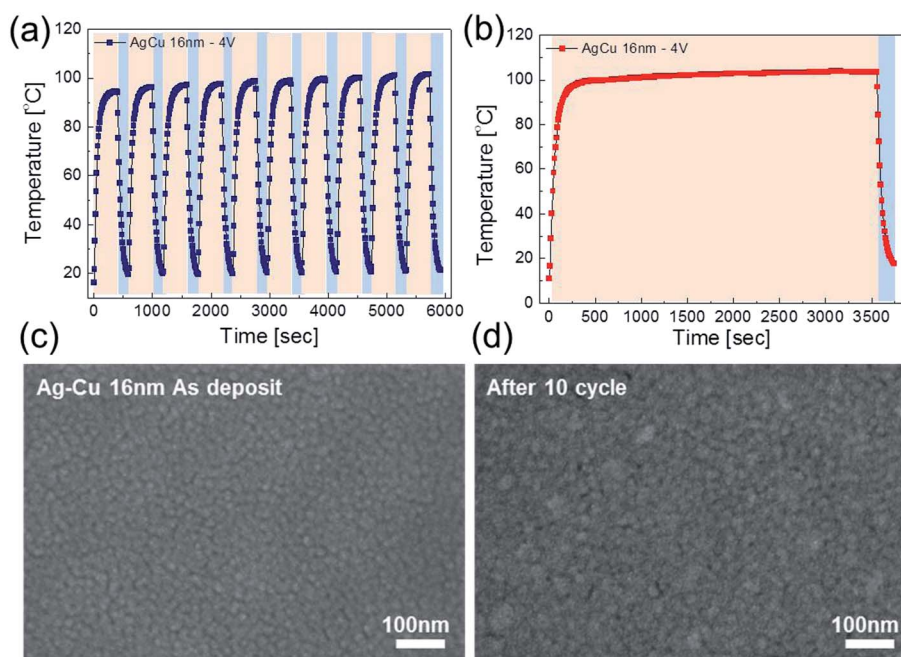 (a)
AgCu 16nm - 4V
120
100
80
60
40
20
Temperature [°C]
0 1000 2000 3000 4000 5000 6000
Time [sec]
(b)
AgCu 16nm - 4V
120
100
80
60
40
20
0
Temperature [°C]
0 500 1000 1500 2000 2500 3000 3500
Time [sec]
(c)
Ag-Cu 16nm As deposit
100nm
(d)
After 10 cycle
100nm